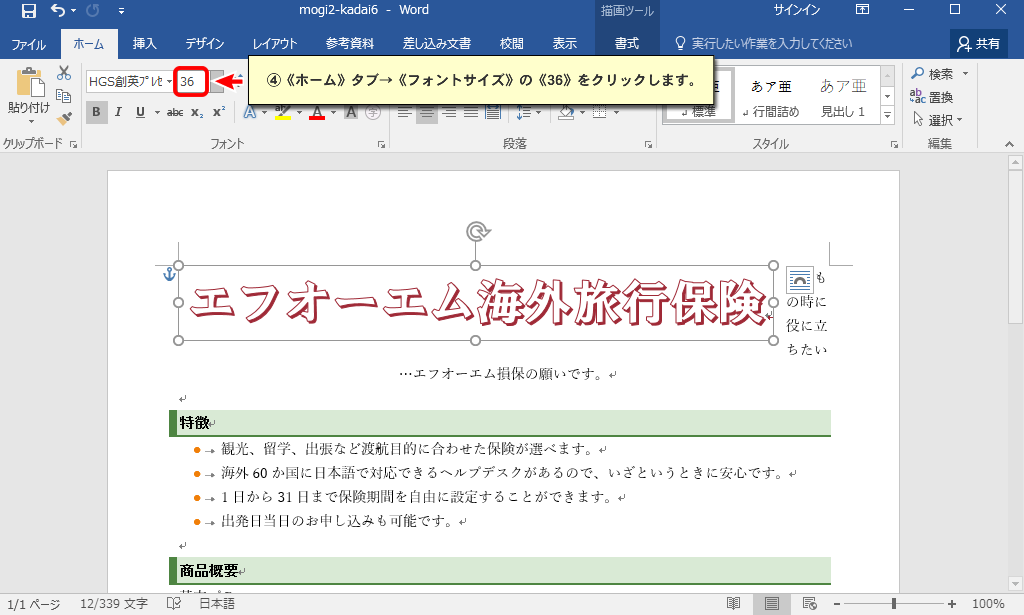 mogi2-kadai6 - Word
描画ツール
サインイン
ファイル ホーム 挿入 デザイン レイアウト 参考資料 差し込み文書 校閲 表示 書式 実行したい作業を入力してください 共有
④《ホーム》タブ→《フォントサイズ》の《36》をクリックします。
貼り付け
HGS創英プレゼ 36
B I U abc x₂ x² A A A 字
あア亜 あア亜
標準 行間詰め 見出し 1
検索
置換
選択
クリップボード フォント 段落 スタイル 編集
エフオーエム海外旅行保険
も
の時に
役に立
ちたい
…エフオーエム損保の願いです。
特徴
観光、留学、出張など渡航目的に合わせた保険が選べます。
海外 60 か国に日本語で対応できるヘルプデスクがあるので、いざというときに安心です。
1 日から 31 日まで保険期間を自由に設定することができます。
出発日当日のお申し込みも可能です。
商品概要
1/1 ページ 12/339 文字 日本語 100%